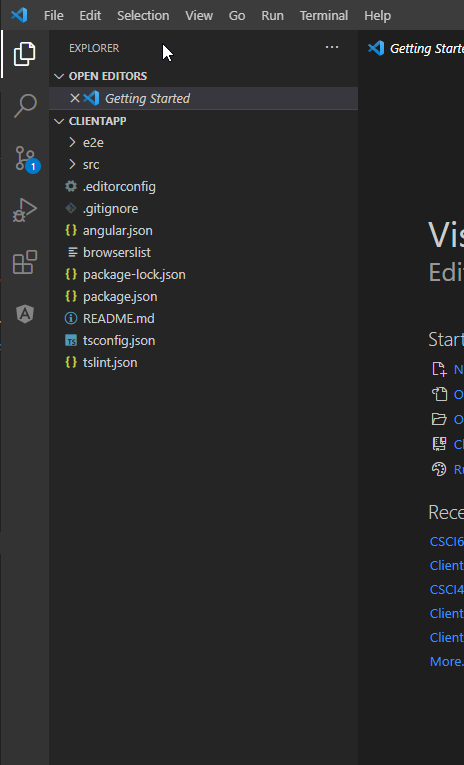 File Edit Selection View Go Run Terminal Help
EXPLORER
OPEN EDITORS
Getting Started
CLIENTAPP
e2e
src
.editorconfig
.gitignore
angular.json
browserslist
package-lock.json
package.json
README.md
tsconfig.json
tslint.json
1
Getting Starte
Vis
Edi
Start
N
O
O
Cl
Ru
Rece
CSCI6
Client
CSCI4
Client
Client
More.